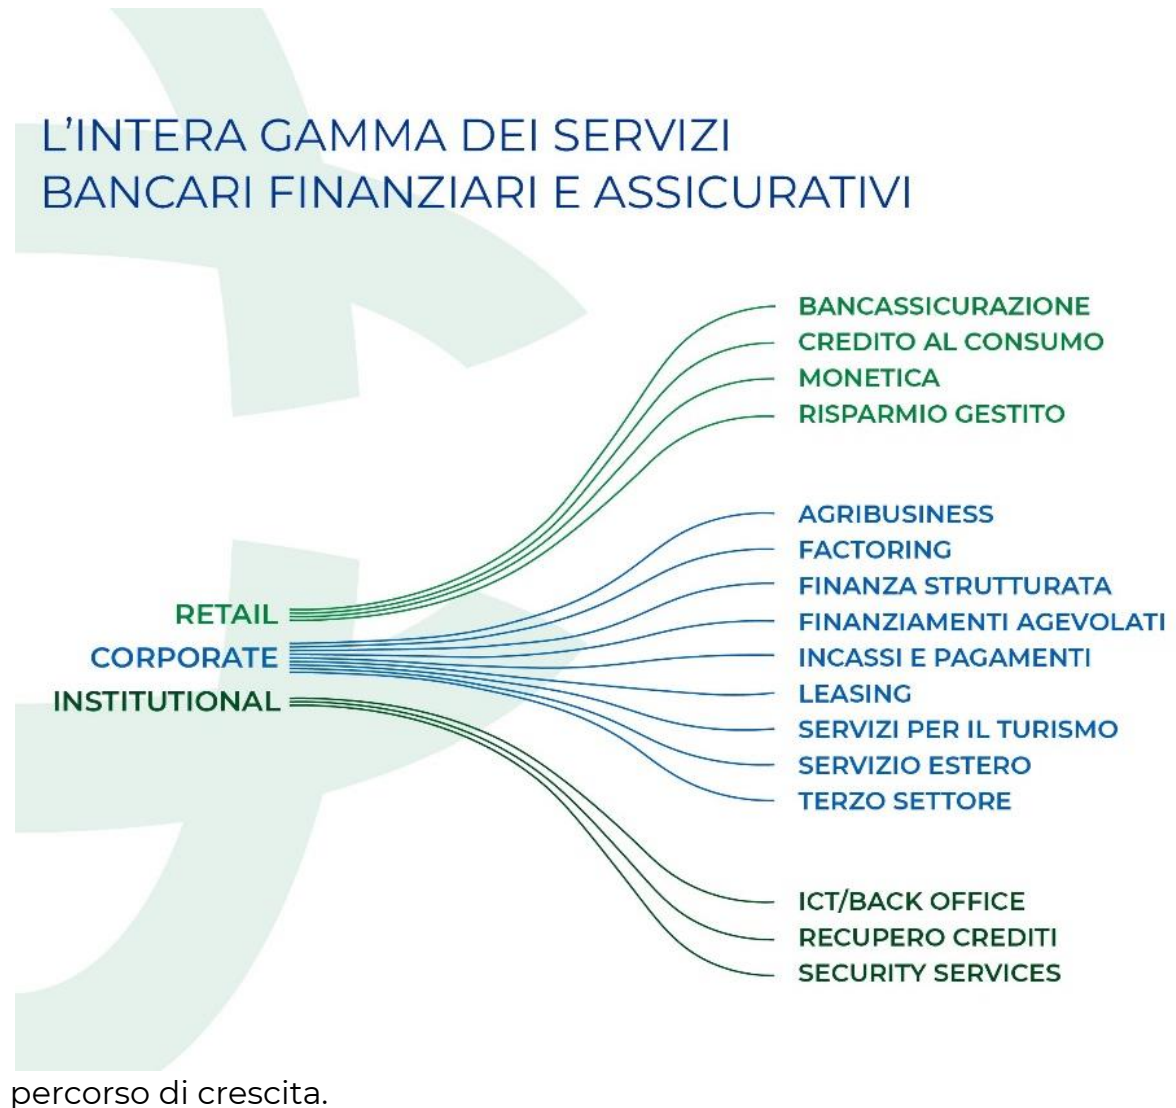 L'INTERA GAMMA DEI SERVIZI
BANCARI FINANZIARI E ASSICURATIVI
RETAIL
CORPORATE
INSTITUTIONAL
BANCASSICURAZIONE
CREDITO AL CONSUMO
MONETICA
RISPARMIO GESTITO
AGRIBUSINESS
FACTORING
FINANZA STRUTTURATA
FINANZIAMENTI AGEVOLATI
INCASSI E PAGAMENTI
LEASING
SERVIZI PER IL TURISMO
SERVIZIO ESTERO
TERZO SETTORE
ICT/BACK OFFICE
RECUPERO CREDITI
SECURITY SERVICES
percorso di crescita.